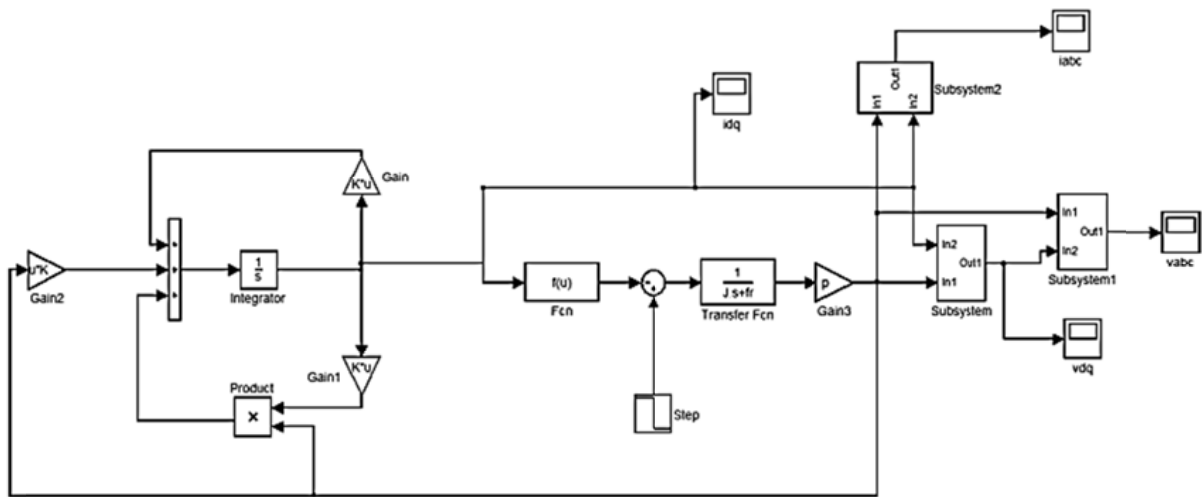 iabc
Out1
In1
In2
Subsystem2
idq
K*u
Gain
In1
Out1
In2
Subsystem1
vabc
u*K
Gain2
1
s
Integrator
f(u)
Fcn
1
J.s+fr
Transfer Fcn
p
Gain3
In2
Out1
In1
Subsystem
vdq
K*u
Gain1
Product
×
Step